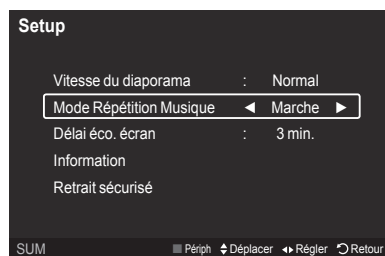 Setup
Vitesse du diaporama : Normal
Mode Répétition Musique ◄ Marche ►
Délai éco. écran : 3 min.
Information
Retrait sécurisé
SUM Périph Déplacer Régler Retour